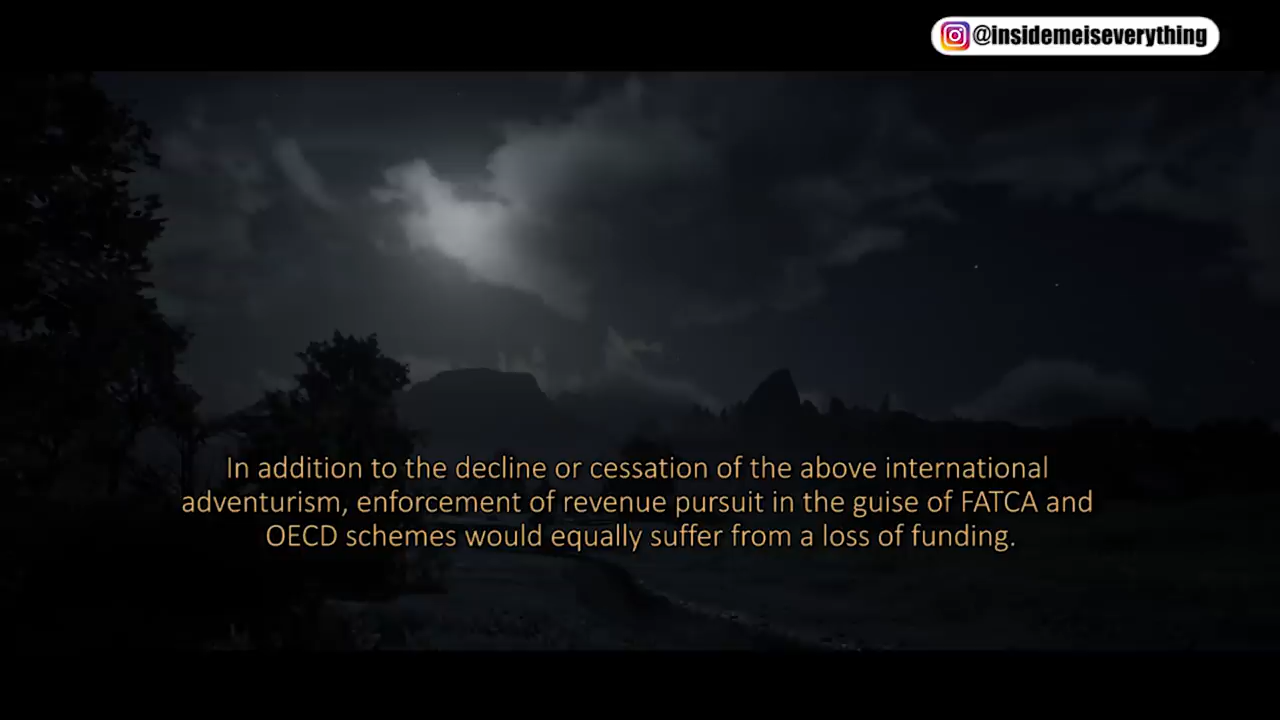 @insidemeiseverything
In addition to the decline or cessation of the above international
adventurism, enforcement of revenue pursuit in the guise of FATCA and
OECD schemes would equally suffer from a loss of funding.